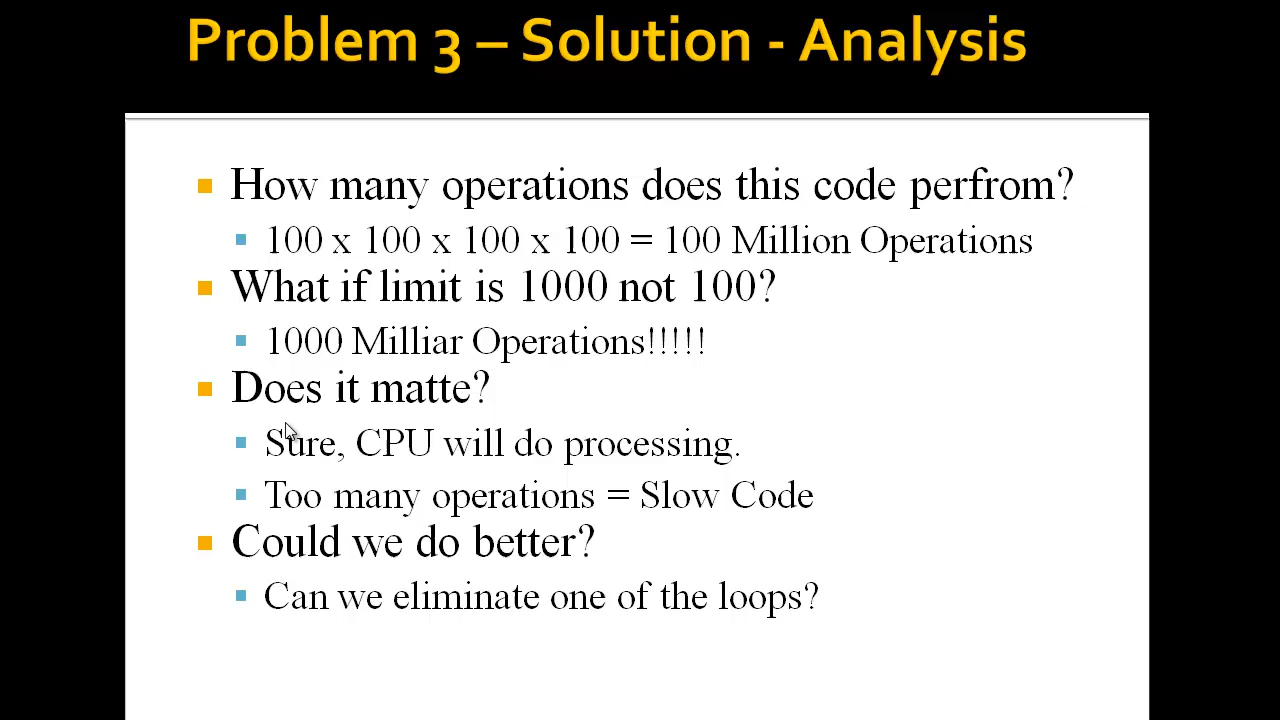 Problem 3 – Solution - Analysis
How many operations does this code perfrom?
100 x 100 x 100 x 100 = 100 Million Operations
What if limit is 1000 not 100?
1000 Milliar Operations!!!!!
Does it matte?
Sure, CPU will do processing.
Too many operations = Slow Code
Could we do better?
Can we eliminate one of the loops?